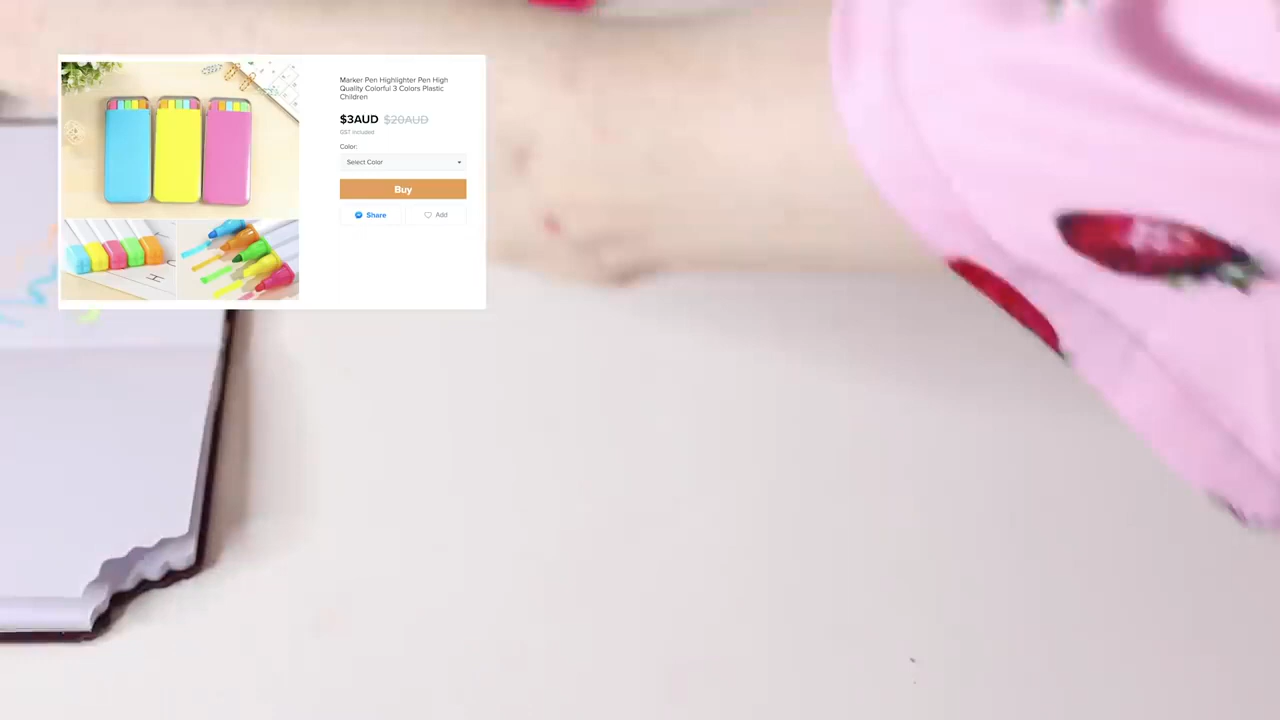 Marker Pen Highlighter Pen High
Quality Colorful 3 Colors Plastic
Children
$3AUD $20AUD
GST included
Color:
Select Color
Buy
Share
Add